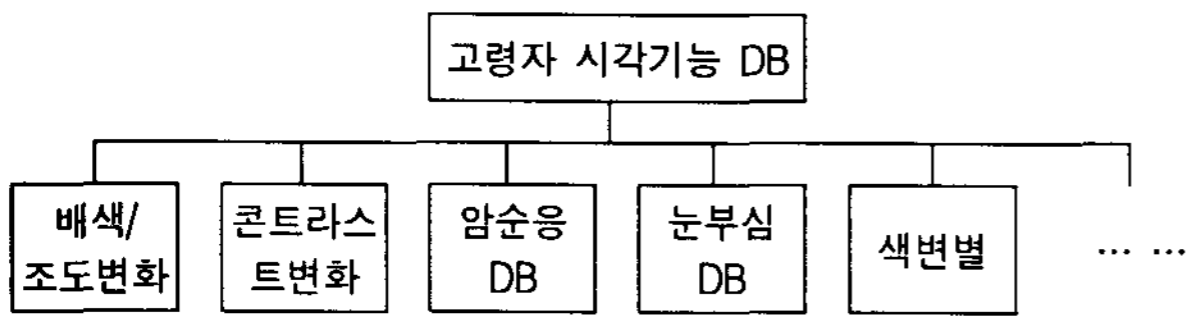 고령자 시각기능 DB
배색/
조도변화
콘트라스
트변화
암순응
DB
눈부심
DB
색변별
... ...